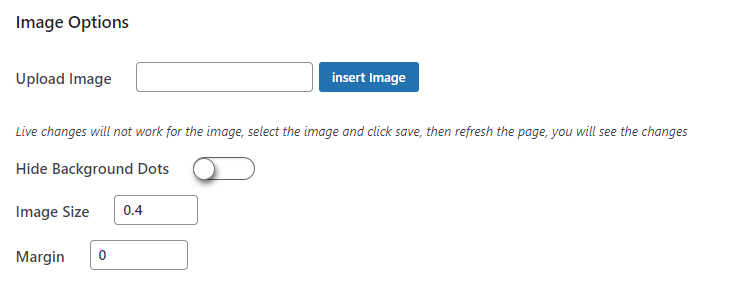 Image Options
Upload Image insert Image
Live changes will not work for the image, select the image and click save, then refresh the page, you will see the changes
Hide Background Dots
Image Size 0.4
Margin 0